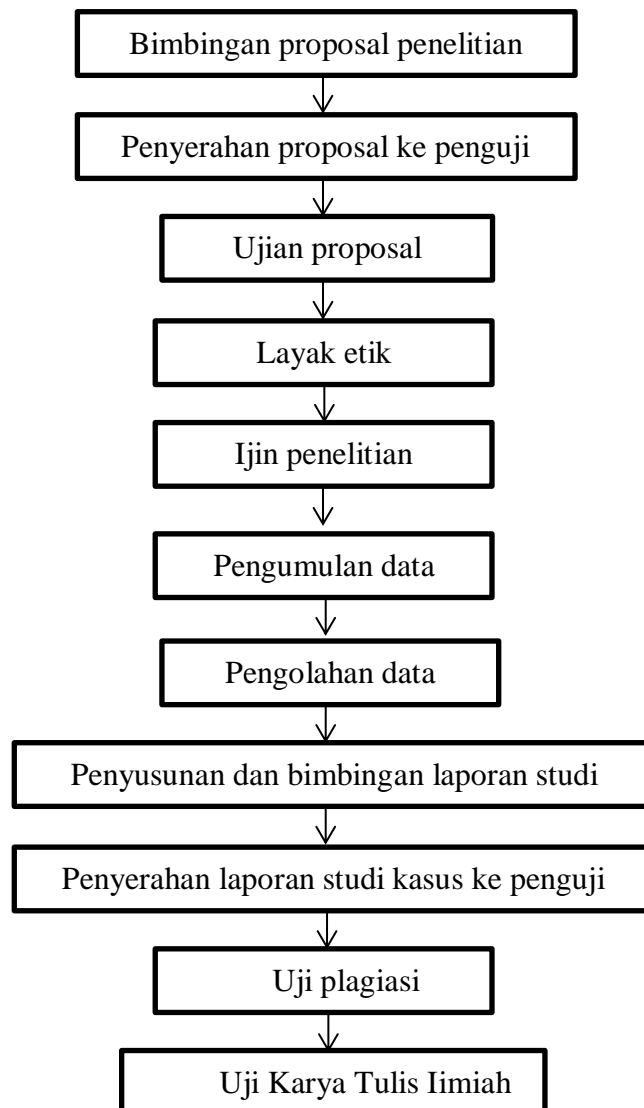 Bimbingan proposal penelitian
Penyerahan proposal ke penguji
Ujian proposal
Layak etik
Ijin penelitian
Pengumulan data
Pengolahan data
Penyusunan dan bimbingan laporan studi
Penyerahan laporan studi kasus ke penguji
Uji plagiasi
Uji Karya Tulis Iimiah